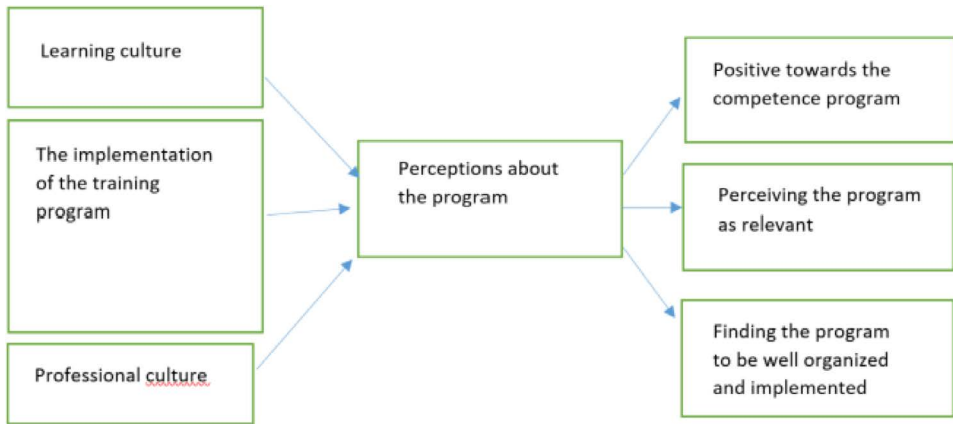 Learning culture
The implementation
of the training
program
Professional culture
Perceptions about
the program
Positive towards the
competence program
Perceiving the program
as relevant
Finding the program
to be well organized
and implemented